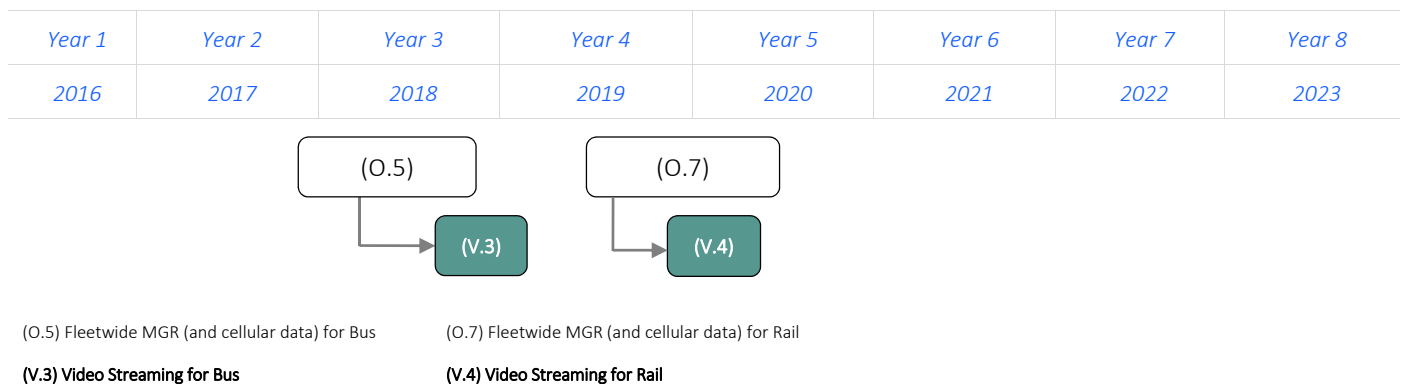 Year 1 Year 2 Year 3 Year 4 Year 5 Year 6 Year 7 Year 8
2016 2017 2018 2019 2020 2021 2022 2023
(O.5) (O.7)
(V.3) (V.4)
(O.5) Fleetwide MGR (and cellular data) for Bus (O.7) Fleetwide MGR (and cellular data) for Rail
(V.3) Video Streaming for Bus (V.4) Video Streaming for Rail